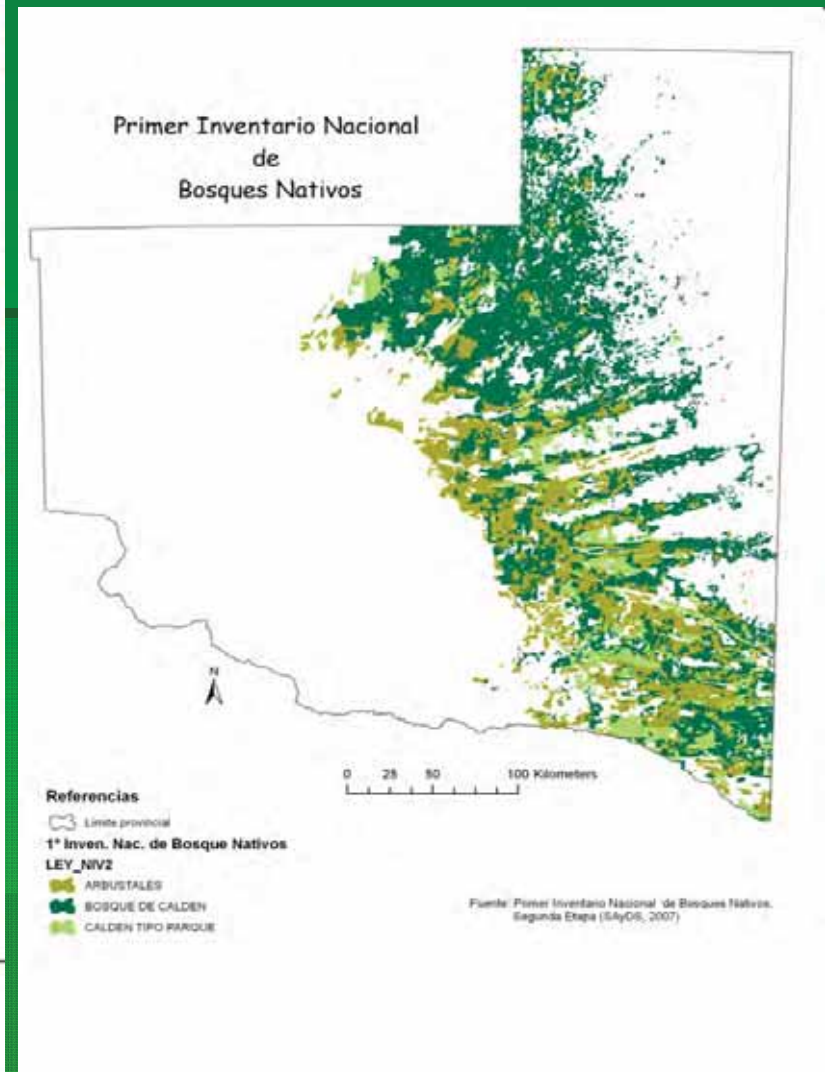 Primer Inventario Nacional
de
Bosques Nativos
N
0 25 50 100 Kilometers
Referencias
Limite provincial
1° Inven. Nac. de Bosque Nativos
LEY_NIV2
ARBUSTALES
BOSQUE DE CALDEN
CALDEN TIPO PARQUE
Fuente: Primer Inventario Nacional de Bosques Nativos.
Segunda Etapa (SAyDS, 2007)